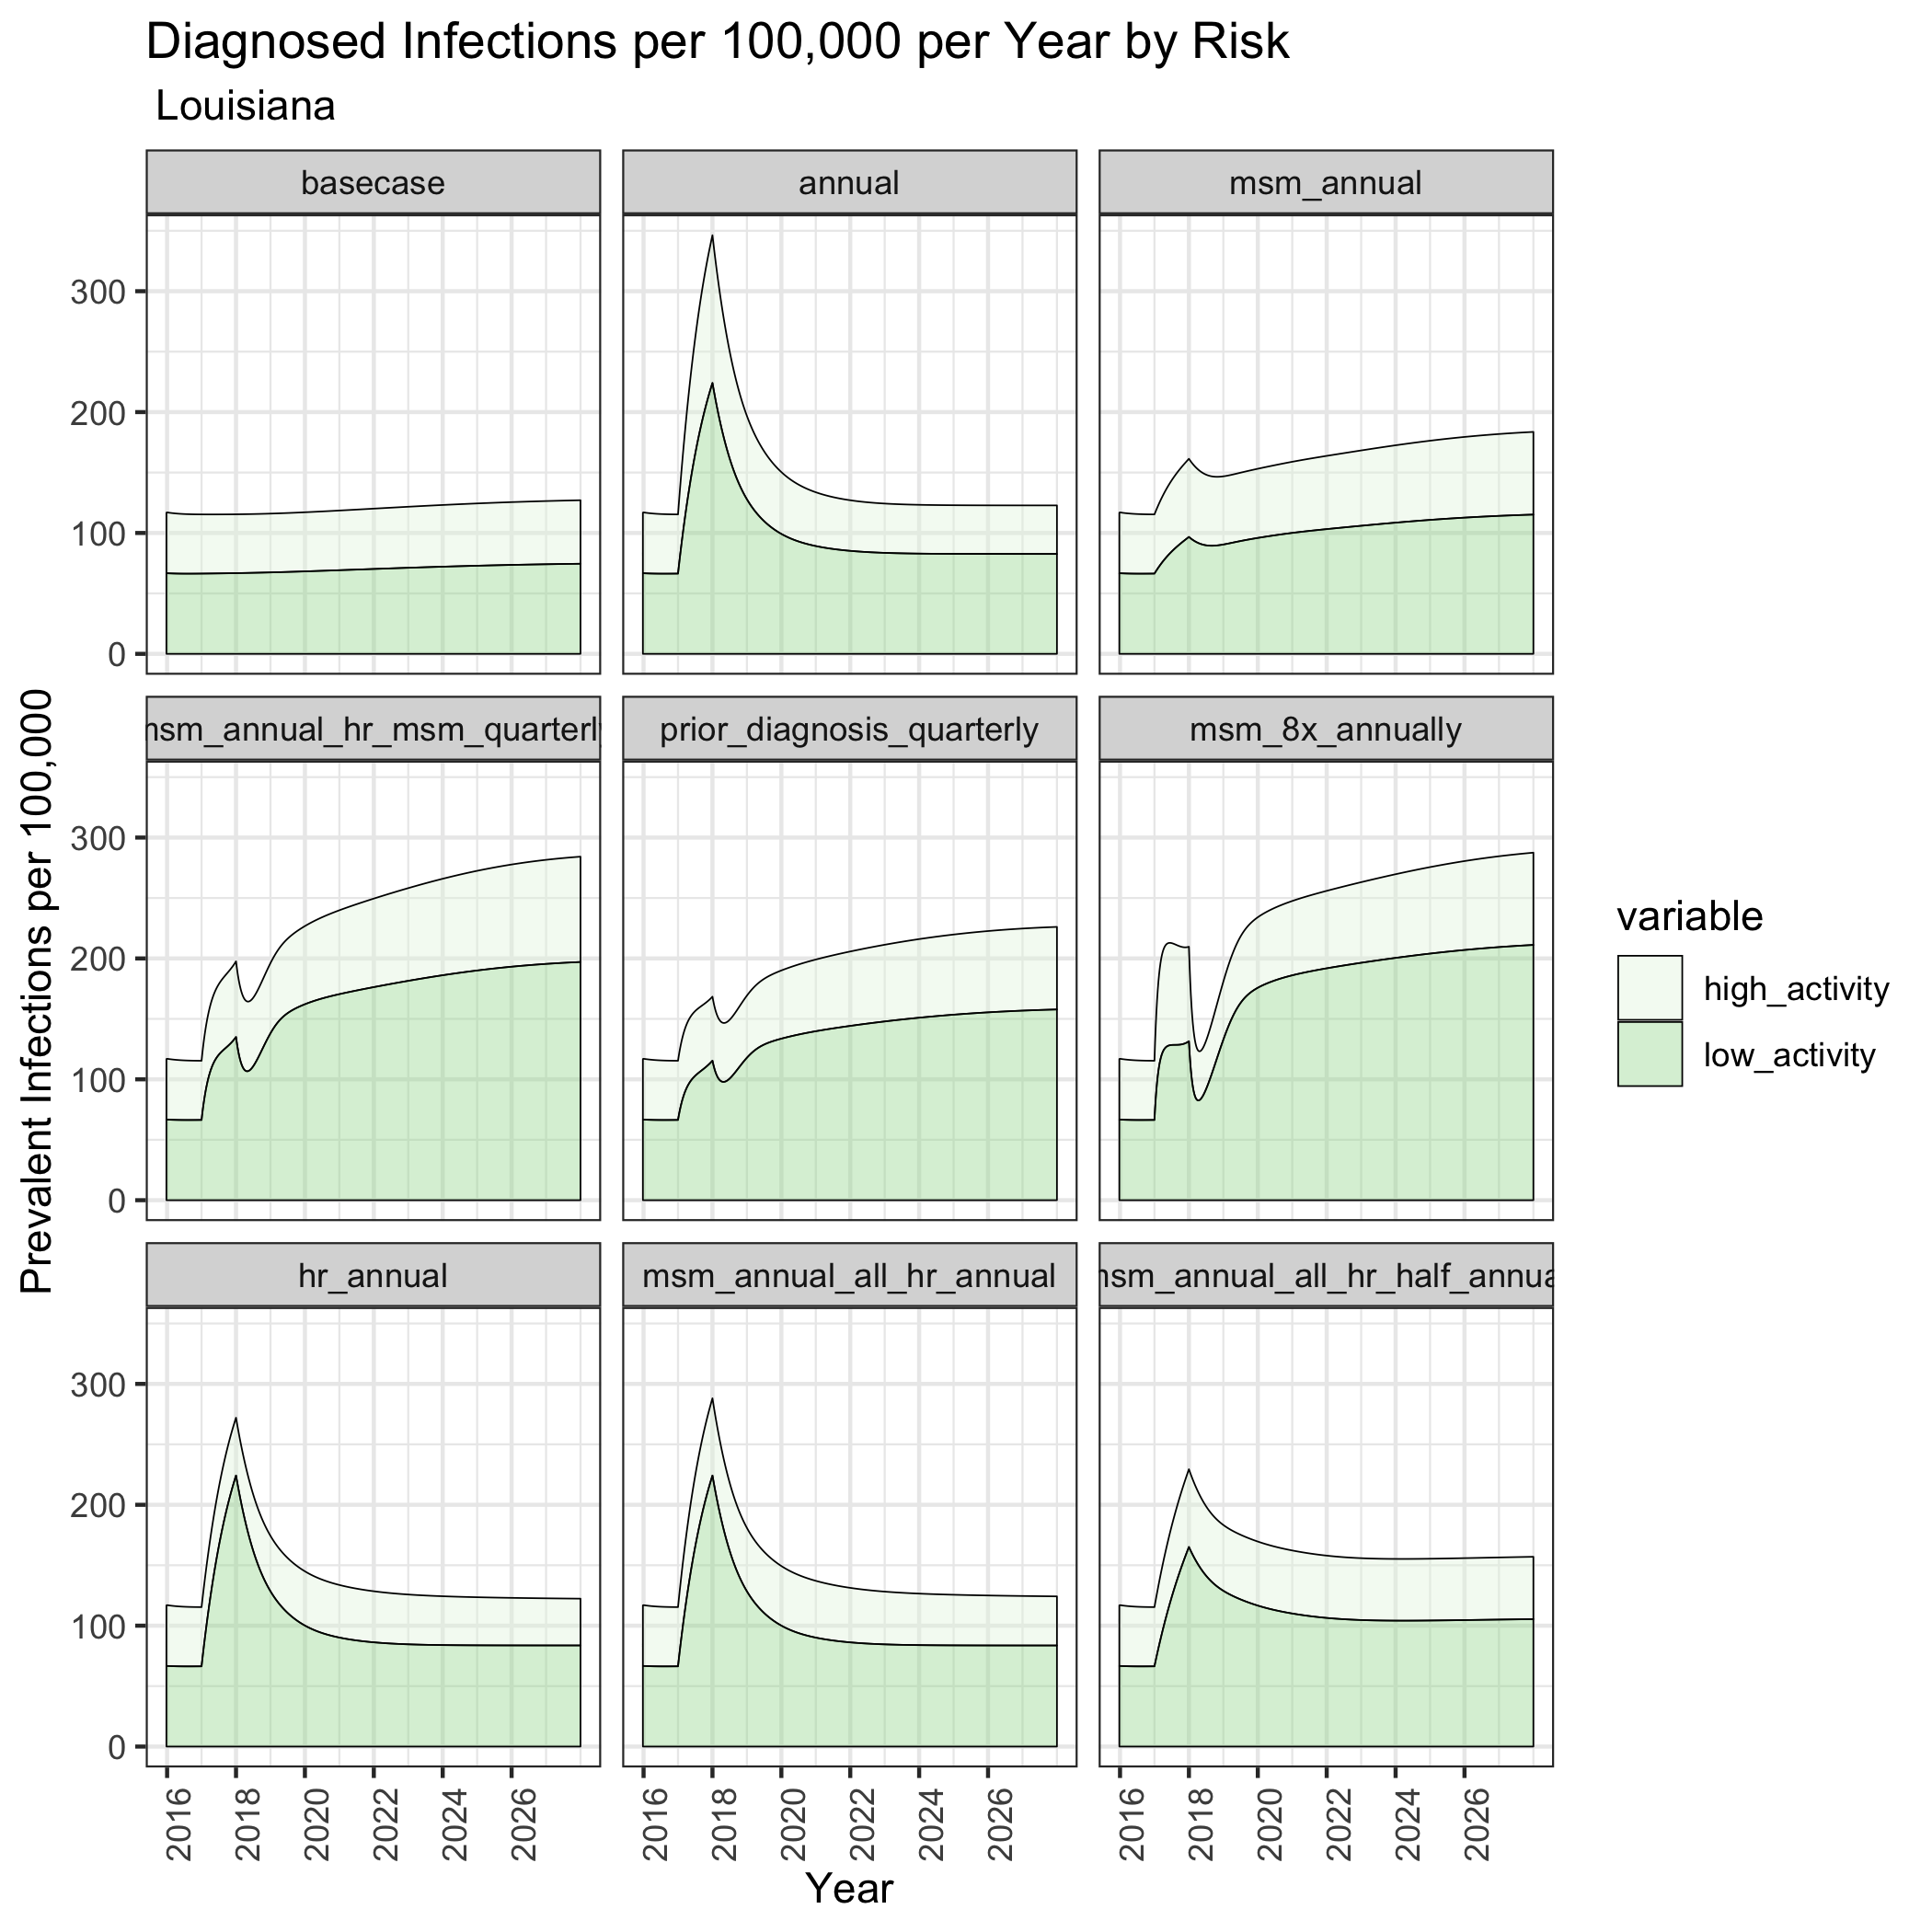 Diagnosed Infections per 100,000 per Year by Risk
Louisiana
basecase
annual
msm_annual
300
200
100
0
msm_annual_hr_msm_quarterly
prior_diagnosis_quarterly
msm_8x_annually
300
200
100
0
hr_annual
msm_annual_all_hr_annual
msm_annual_all_hr_half_annual
300
200
100
0
2016 2018 2020 2022 2024 2026
2016 2018 2020 2022 2024 2026
2016 2018 2020 2022 2024 2026
Year
Prevalent Infections per 100,000
variable
high_activity
low_activity